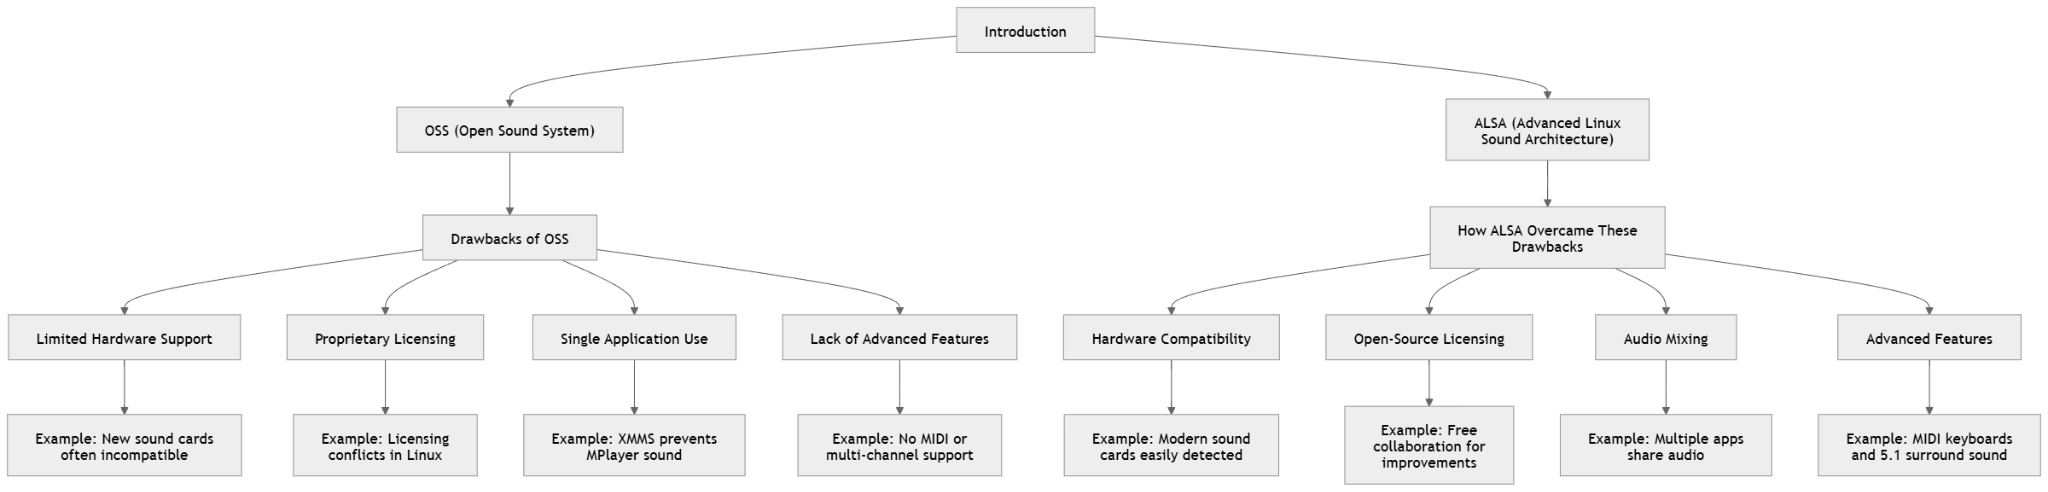 Introduction
OSS (Open Sound System)
ALSA (Advanced Linux
Sound Architecture)
Drawbacks of OSS
How ALSA Overcame These
Drawbacks
Limited Hardware Support
Proprietary Licensing
Single Application Use
Lack of Advanced Features
Hardware Compatibility
Open-Source Licensing
Audio Mixing
Advanced Features
Example: New sound cards
often incompatible
Example: Licensing
conflicts in Linux
Example: XMMS prevents
MPlayer sound
Example: No MIDI or
multi-channel support
Example: Modern sound
cards easily detected
Example: Free
collaboration for
improvements
Example: Multiple apps
share audio
Example: MIDI keyboards
and 5.1 surround sound